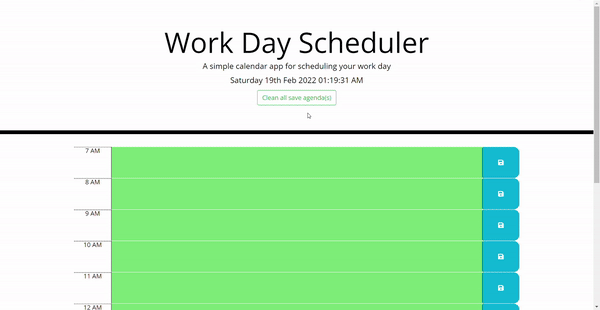 Work Day Scheduler
A simple calendar app for scheduling your work day
Saturday 19th Feb 2022 01:19:31 AM
Clean all save agenda(s)
7 AM
8 AM
9 AM
10 AM
11 AM
12 AM